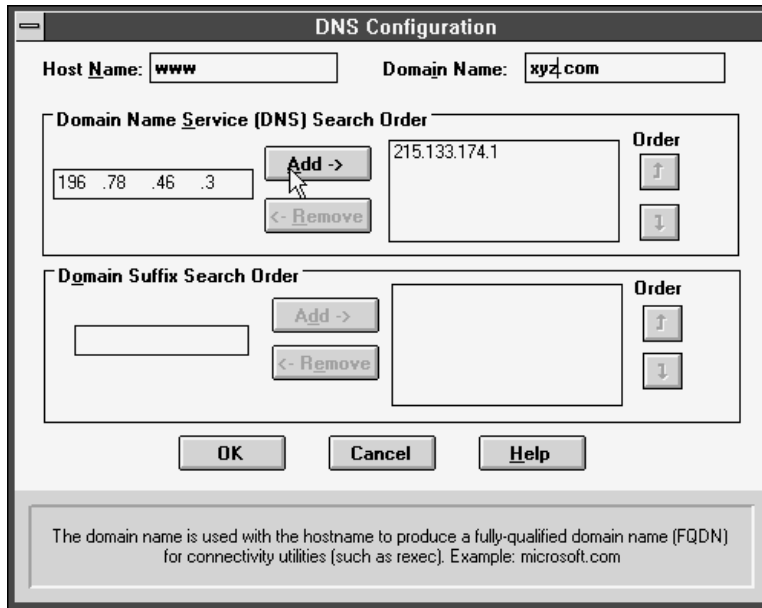 DNS Configuration
Host Name: www Domain Name: xyz.com
Domain Name Service (DNS) Search Order
Order
196 .78 .46 .3
Add ->
<- Remove
215.133.174.1
Domain Suffix Search Order
Order
Add ->
<- Remove
OK Cancel Help
The domain name is used with the hostname to produce a fully-qualified domain name (FQDN)
for connectivity utilities (such as rexec). Example: microsoft.com